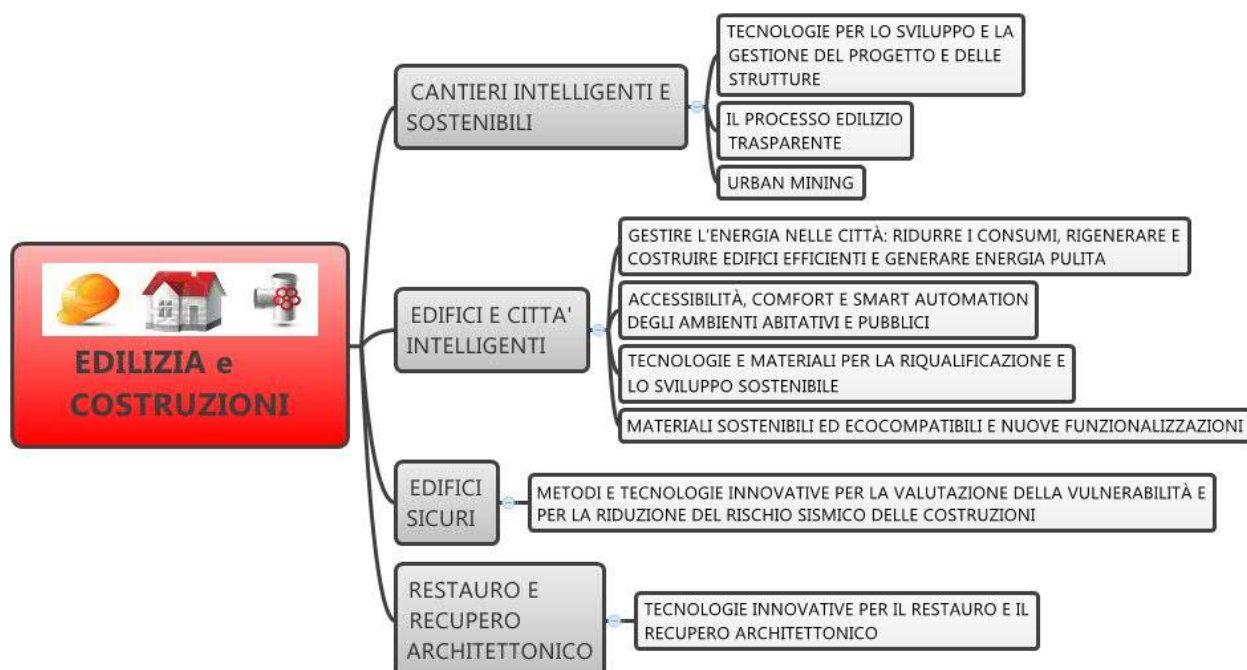 EDILIZIA e
COSTRUZIONI
CANTIERI INTELLIGENTI E
SOSTENIBILI
TECNOLOGIE PER LO SVILUPPO E LA
GESTIONE DEL PROGETTO E DELLE
STRUTTURE
IL PROCESSO EDILIZIO
TRASPARENTE
URBAN MINING
EDIFICI E CITTA'
INTELLIGENTI
GESTIRE L'ENERGIA NELLE CITTÀ: RIDURRE I CONSUMI, RIGENERARE E
COSTRUIRE EDIFICI EFFICIENTI E GENERARE ENERGIA PULITA
ACCESSIBILITÀ, COMFORT E SMART AUTOMATION
DEGLI AMBIENTI ABITATIVI E PUBBLICI
TECNOLOGIE E MATERIALI PER LA RIQUALIFICAZIONE E
LO SVILUPPO SOSTENIBILE
MATERIALI SOSTENIBILI ED ECOCOMPATIBILI E NUOVE FUNZIONALIZZAZIONI
EDIFICI
SICURI
METODI E TECNOLOGIE INNOVATIVE PER LA VALUTAZIONE DELLA VULNERABILITÀ E
PER LA RIDUZIONE DEL RISCHIO SISMICO DELLE COSTRUZIONI
RESTAURO E
RECUPERO
ARCHITETTONICO
TECNOLOGIE INNOVATIVE PER IL RESTAURO E IL
RECUPERO ARCHITETTONICO